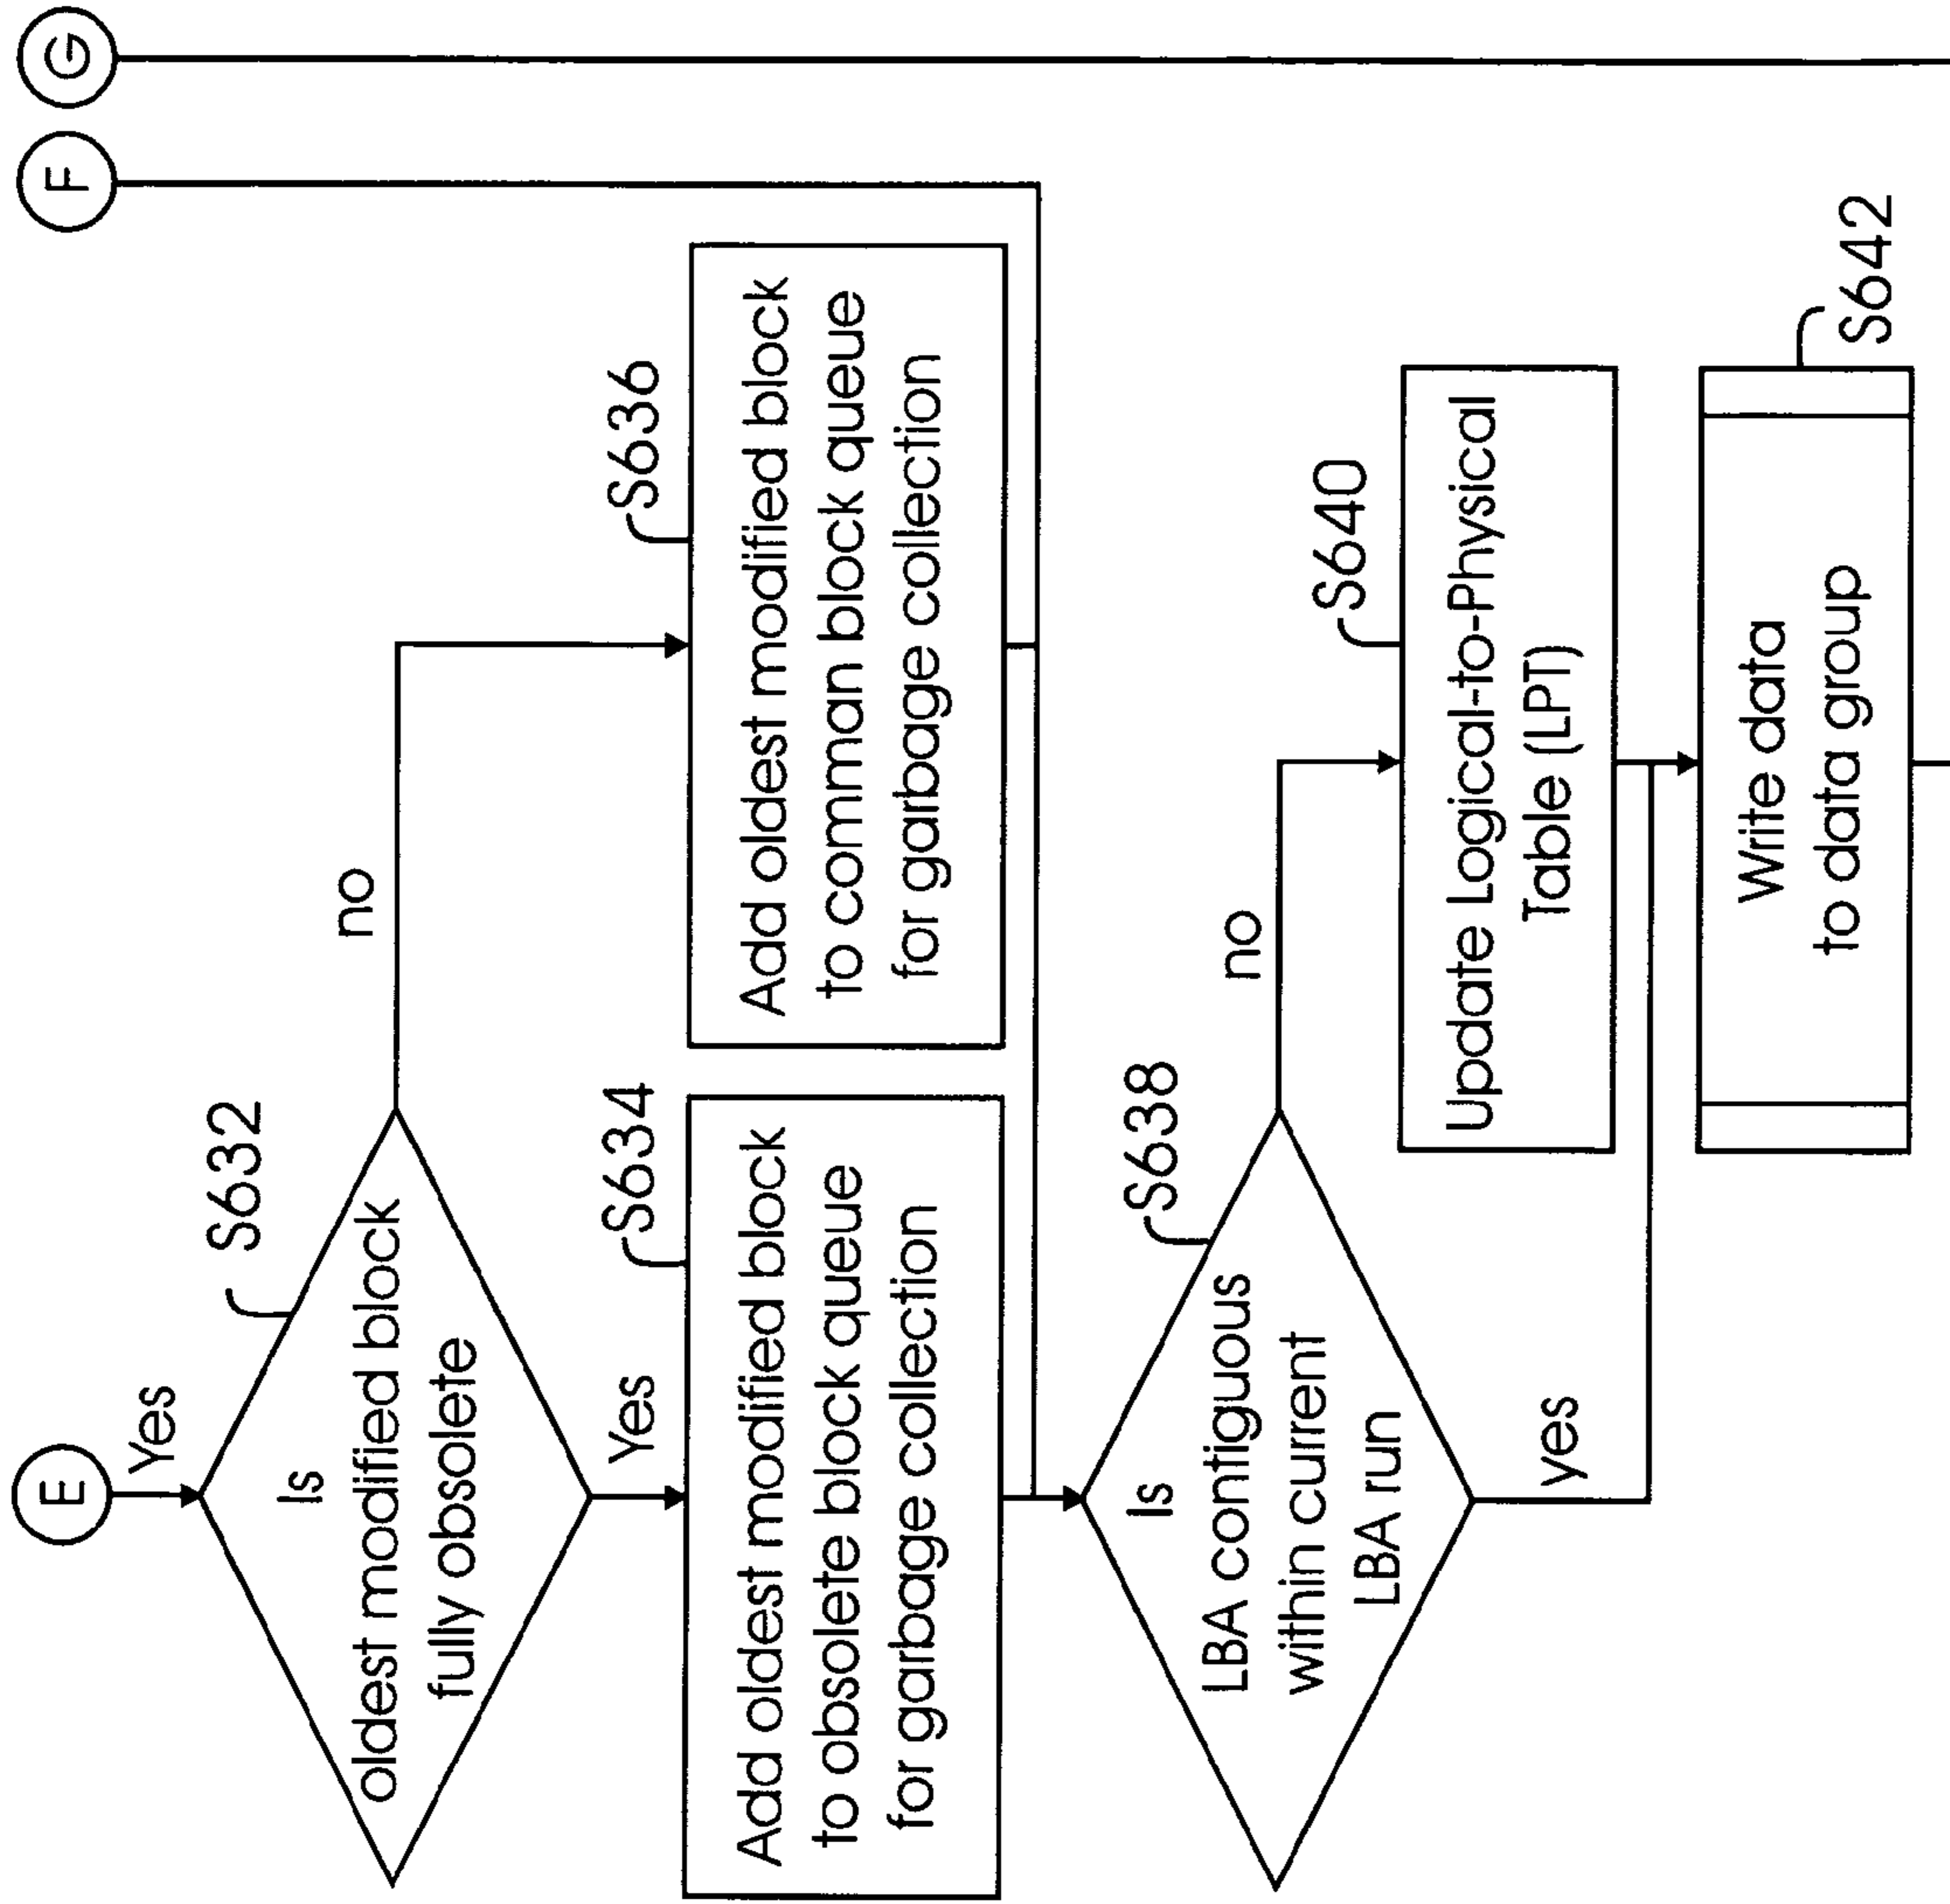 E
F
G
Yes
S632
Is
oldest modified block
fully obsolete
no
Yes
S634
Add oldest modified block
to obsolete block queue
for garbage collection
S636
Add oldest modified block
to comman block queue
for garbage collection
S638
Is
LBA configuous
within current
LBA run
no
yes
S640
Update Logical-to-Physical
Table (LPT)
S642
Write data
to data group